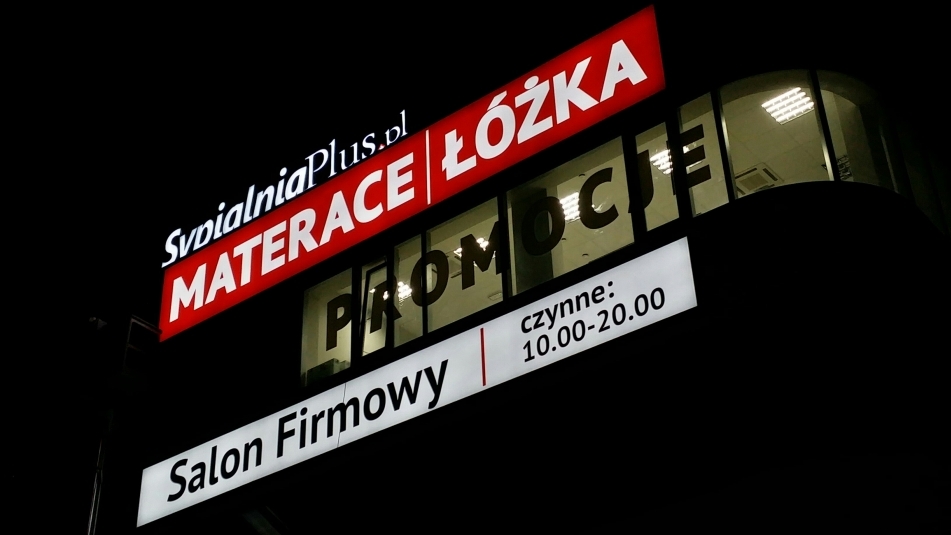 SypialniaPlus.pl
MATERACE | ŁÓŻKA
PROMOCJE
Salon Firmowy
czynne:
10.00-20.00